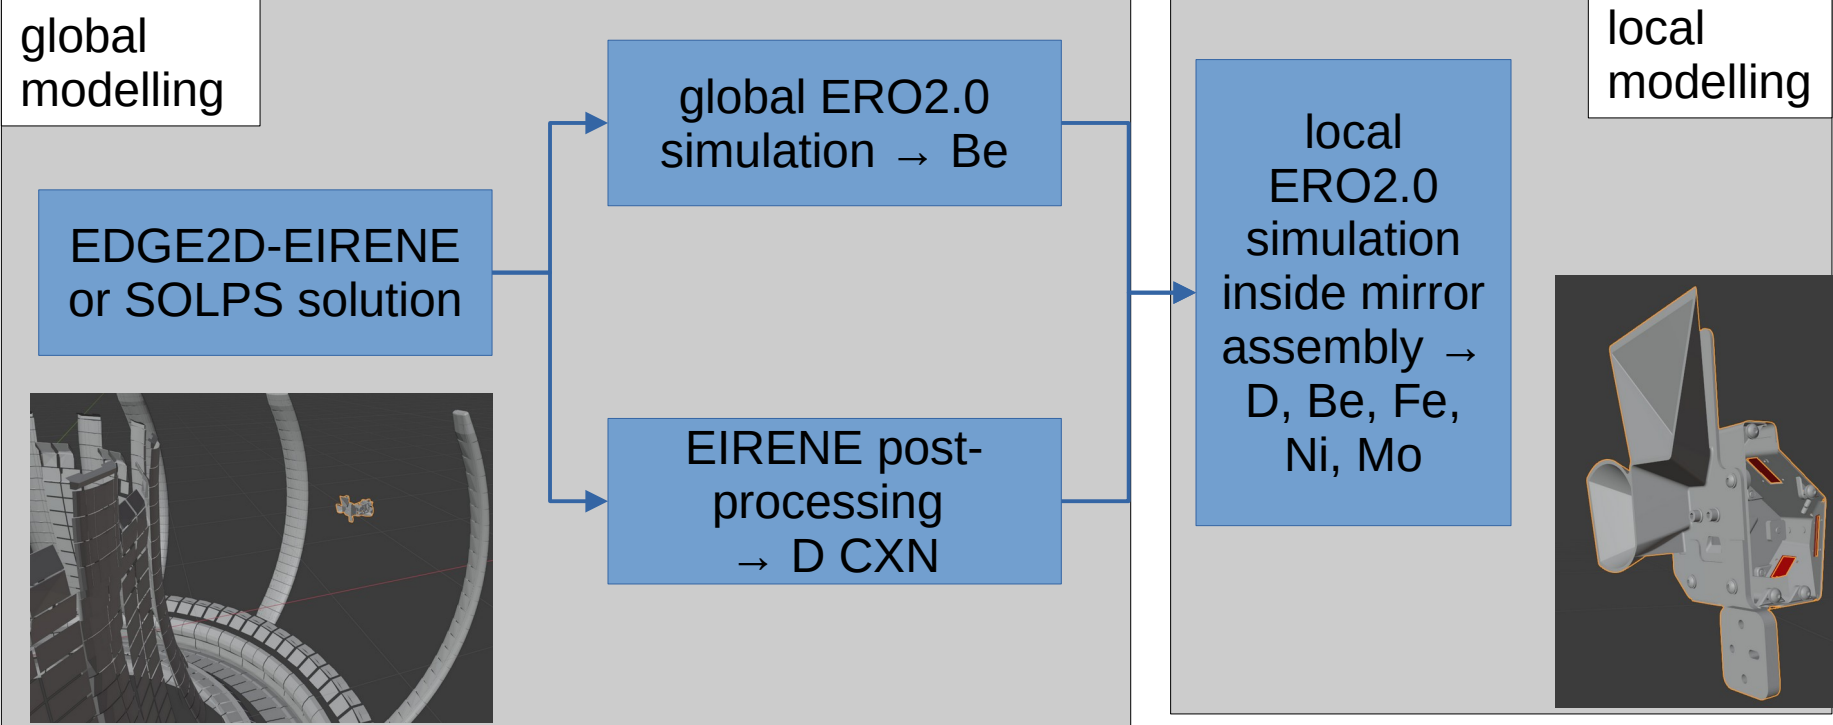 global
modelling
EDGE2D-EIRENE
or SOLPS solution
global ERO2.0
simulation → Be
EIRENE post-
processing
→ D CXN
local
modelling
local
ERO2.0
simulation
inside mirror
assembly →
D, Be, Fe,
Ni, Mo